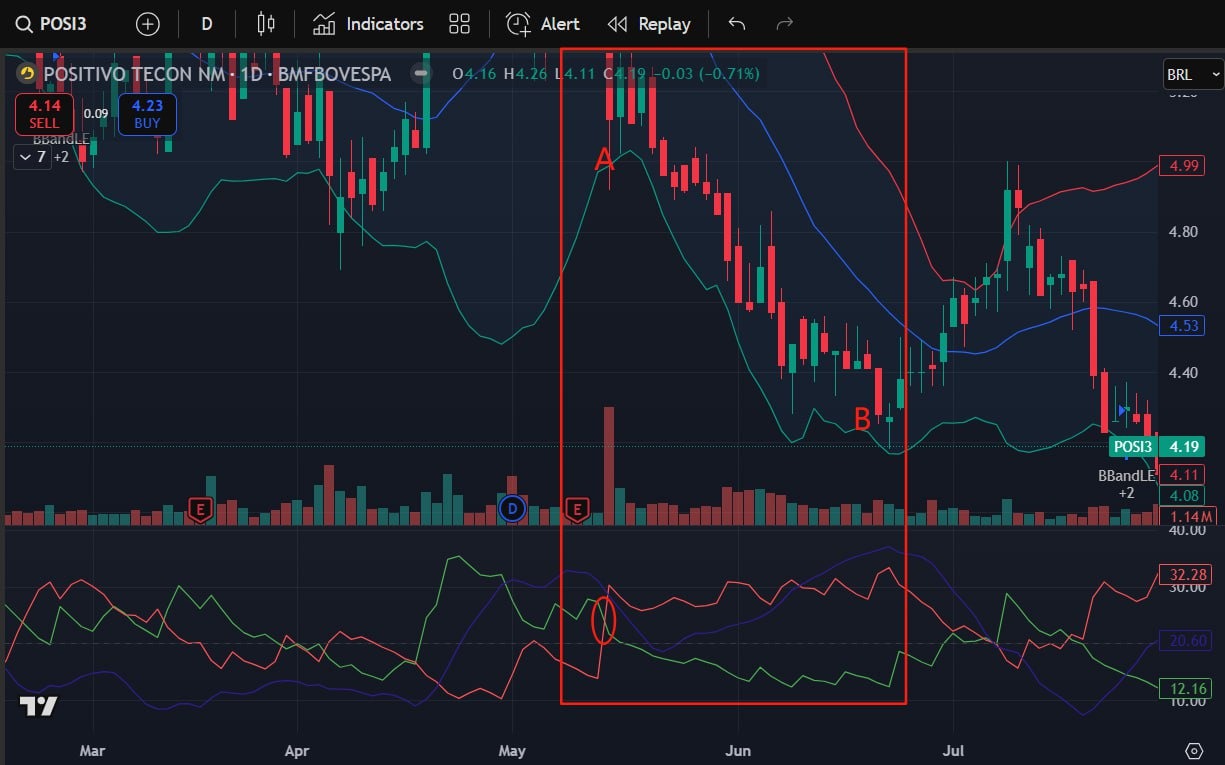 POSI3 D Indicators Alert Replay
POSITIVO TECON NM · 1D · BMFBOVESPA O4.16 H4.26 L4.11 C4.19 −0.03 (−0.71%)
BRL
4.14 SELL 0.09 4.23 BUY
BBandLE
7 +2
A
4.99
4.80
4.60
4.53
4.40
B
POSI3 4.19
BBandLE 4.11
+2 4.08
E D E 1.14M
40.00
32.28
30.00
20.60
12.16
10.00
Mar Apr May Jun Jul